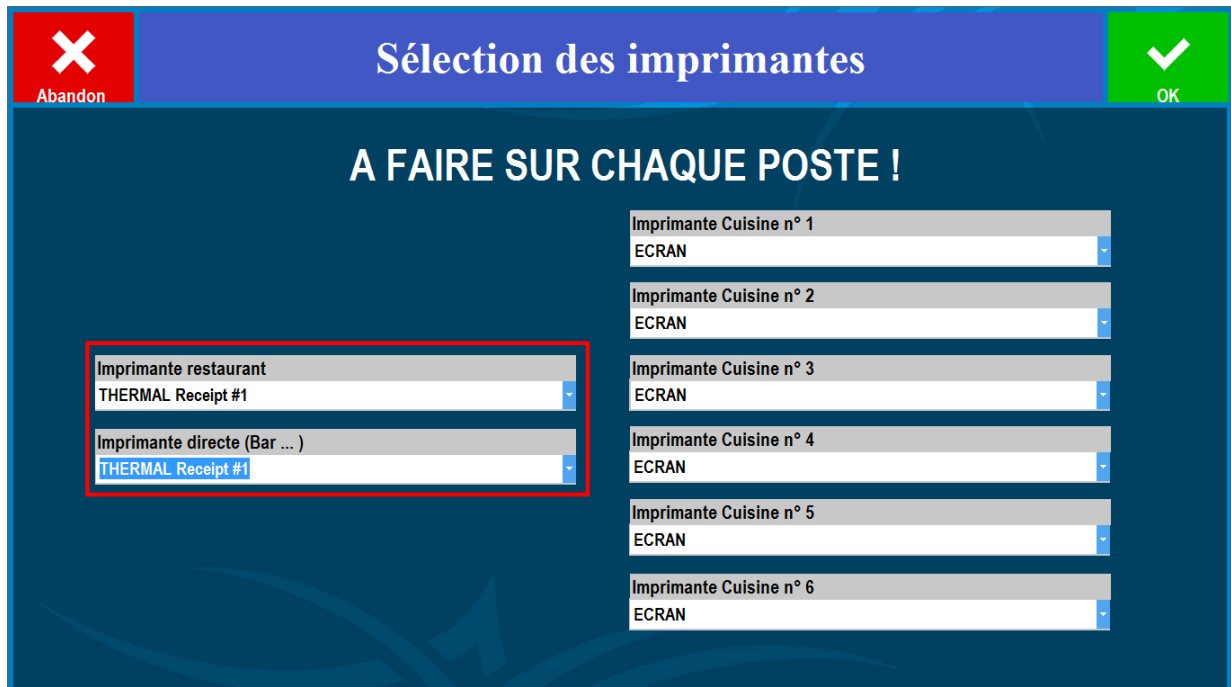 Abandon
Sélection des imprimantes
OK
A FAIRE SUR CHAQUE POSTE !
Imprimante restaurant
THERMAL Receipt #1
Imprimante directe (Bar ... )
THERMAL Receipt #1
Imprimante Cuisine n° 1
ECRAN
Imprimante Cuisine n° 2
ECRAN
Imprimante Cuisine n° 3
ECRAN
Imprimante Cuisine n° 4
ECRAN
Imprimante Cuisine n° 5
ECRAN
Imprimante Cuisine n° 6
ECRAN